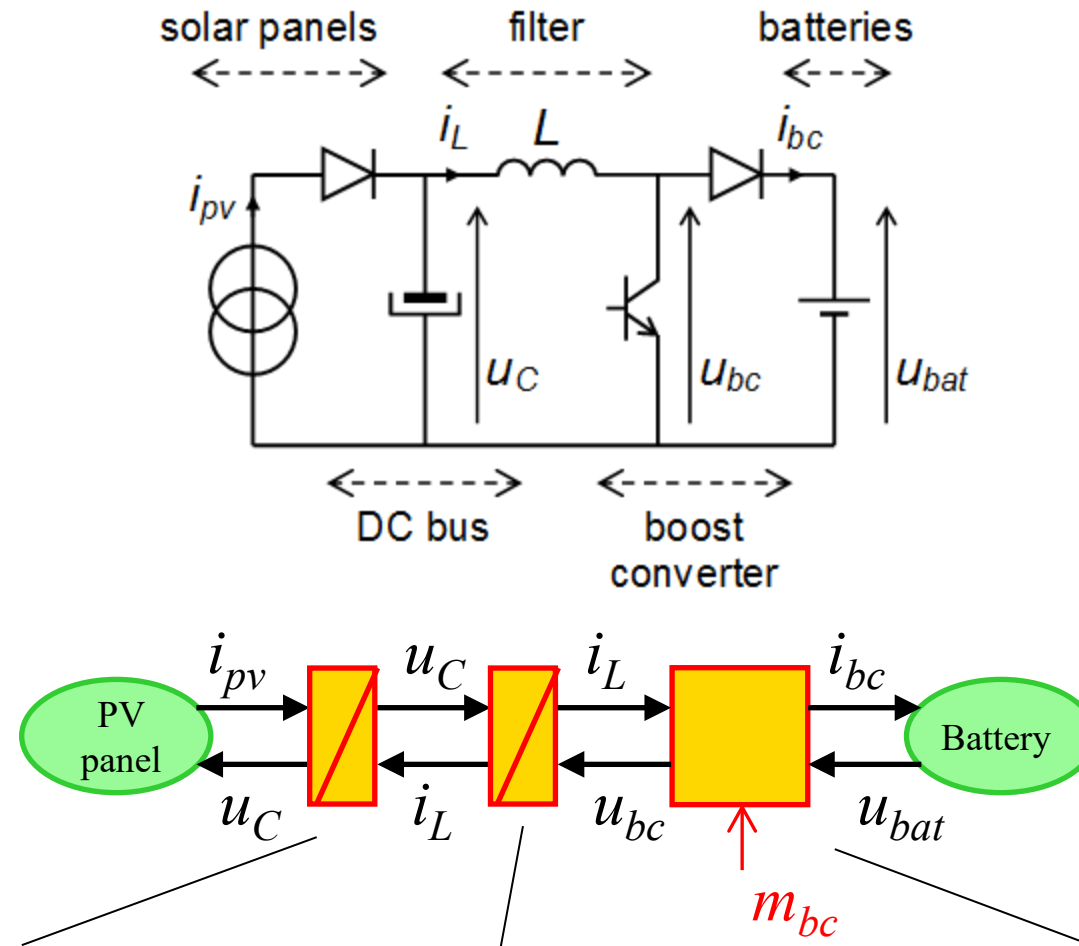 solar panels filter batteries
i_L L i_bc
i_pv
u_C u_bc u_bat
DC bus boost
converter
i_pv u_C i_L i_bc
PV
panel
Battery
u_C i_L u_bc u_bat
m_bc